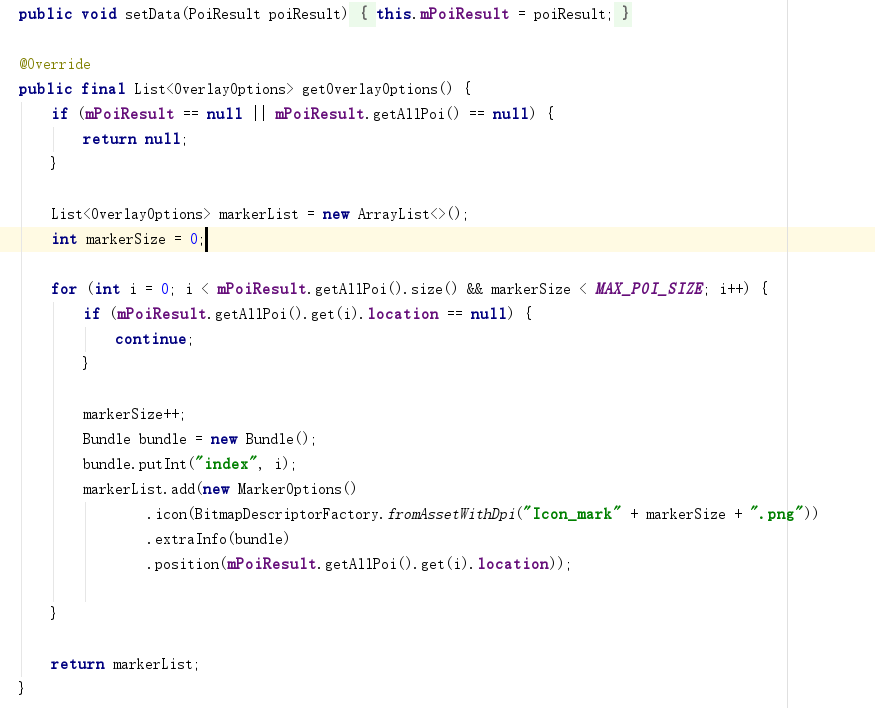 public void setData(PoiResult poiResult) { this.mPoiResult = poiResult; }
@Override
public final List<OverlayOptions> getOverlayOptions() {
if (mPoiResult == null || mPoiResult.getAllPoi() == null) {
return null;
}
List<OverlayOptions> markerList = new ArrayList<>();
int markerSize = 0;
for (int i = 0; i < mPoiResult.getAllPoi().size() && markerSize < MAX_POI_SIZE; i++) {
if (mPoiResult.getAllPoi().get(i).location == null) {
continue;
}
markerSize++;
Bundle bundle = new Bundle();
bundle.putInt("index", i);
markerList.add(new MarkerOptions()
.icon(BitmapDescriptorFactory.fromAssetWithDpi("Icon_mark" + markerSize + ".png"))
.extraInfo(bundle)
.position(mPoiResult.getAllPoi().get(i).location));
}
return markerList;
}